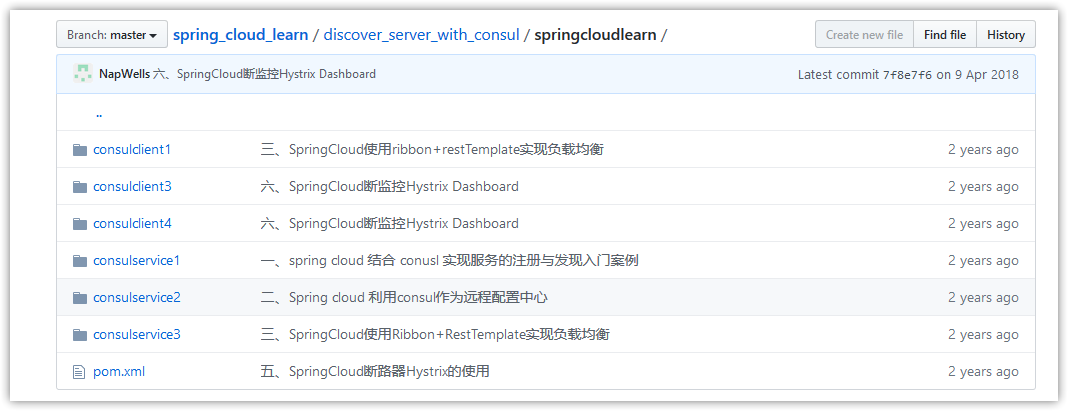 Branch: master spring_cloud_learn / discover_server_with_consul / springcloudlearn / Create new file Find file History
NapWells 六、SpringCloud断监控Hystrix Dashboard Latest commit 7f8e7f6 on 9 Apr 2018
..
consulclient1 三、SpringCloud使用ribbon+restTemplate实现负载均衡 2 years ago
consulclient3 六、SpringCloud断监控Hystrix Dashboard 2 years ago
consulclient4 六、SpringCloud断监控Hystrix Dashboard 2 years ago
consulservice1 一、spring cloud 结合 conusl 实现服务的注册与发现入门案例 2 years ago
consulservice2 二、Spring cloud 利用consul作为远程配置中心 2 years ago
consulservice3 三、SpringCloud使用Ribbon+RestTemplate实现负载均衡 2 years ago
pom.xml 五、SpringCloud断路器Hystrix的使用 2 years ago